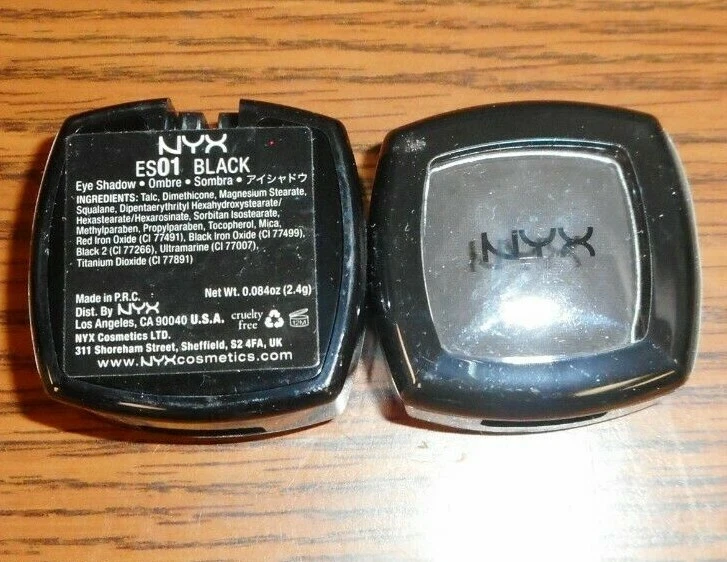 NYX
ES01 BLACK
Eye Shadow • Ombre • Sombra • アイシャドウ
INGREDIENTS: Talc, Dimethicone, Magnesium Stearate,
Squalane, Dipentaerythrityl Hexahydroxystearate/
Hexastearate/Hexarosinate, Sorbitan Isostearate,
Methylparaben, Propylparaben, Tocopherol, Mica,
Red Iron Oxide (CI 77491), Black Iron Oxide (CI 77499),
Black 2 (CI 77266), Ultramarine (CI 77007),
Titanium Dioxide (CI 77891)
Made in P.R.C. Net Wt. 0.084oz (2.4g)
Dist. By NYX
Los Angeles, CA 90040 U.S.A. cruelty free 12M
NYX Cosmetics LTD.
311 Shoreham Street, Sheffield, S2 4FA, UK
www.NYXcosmetics.com
NYX